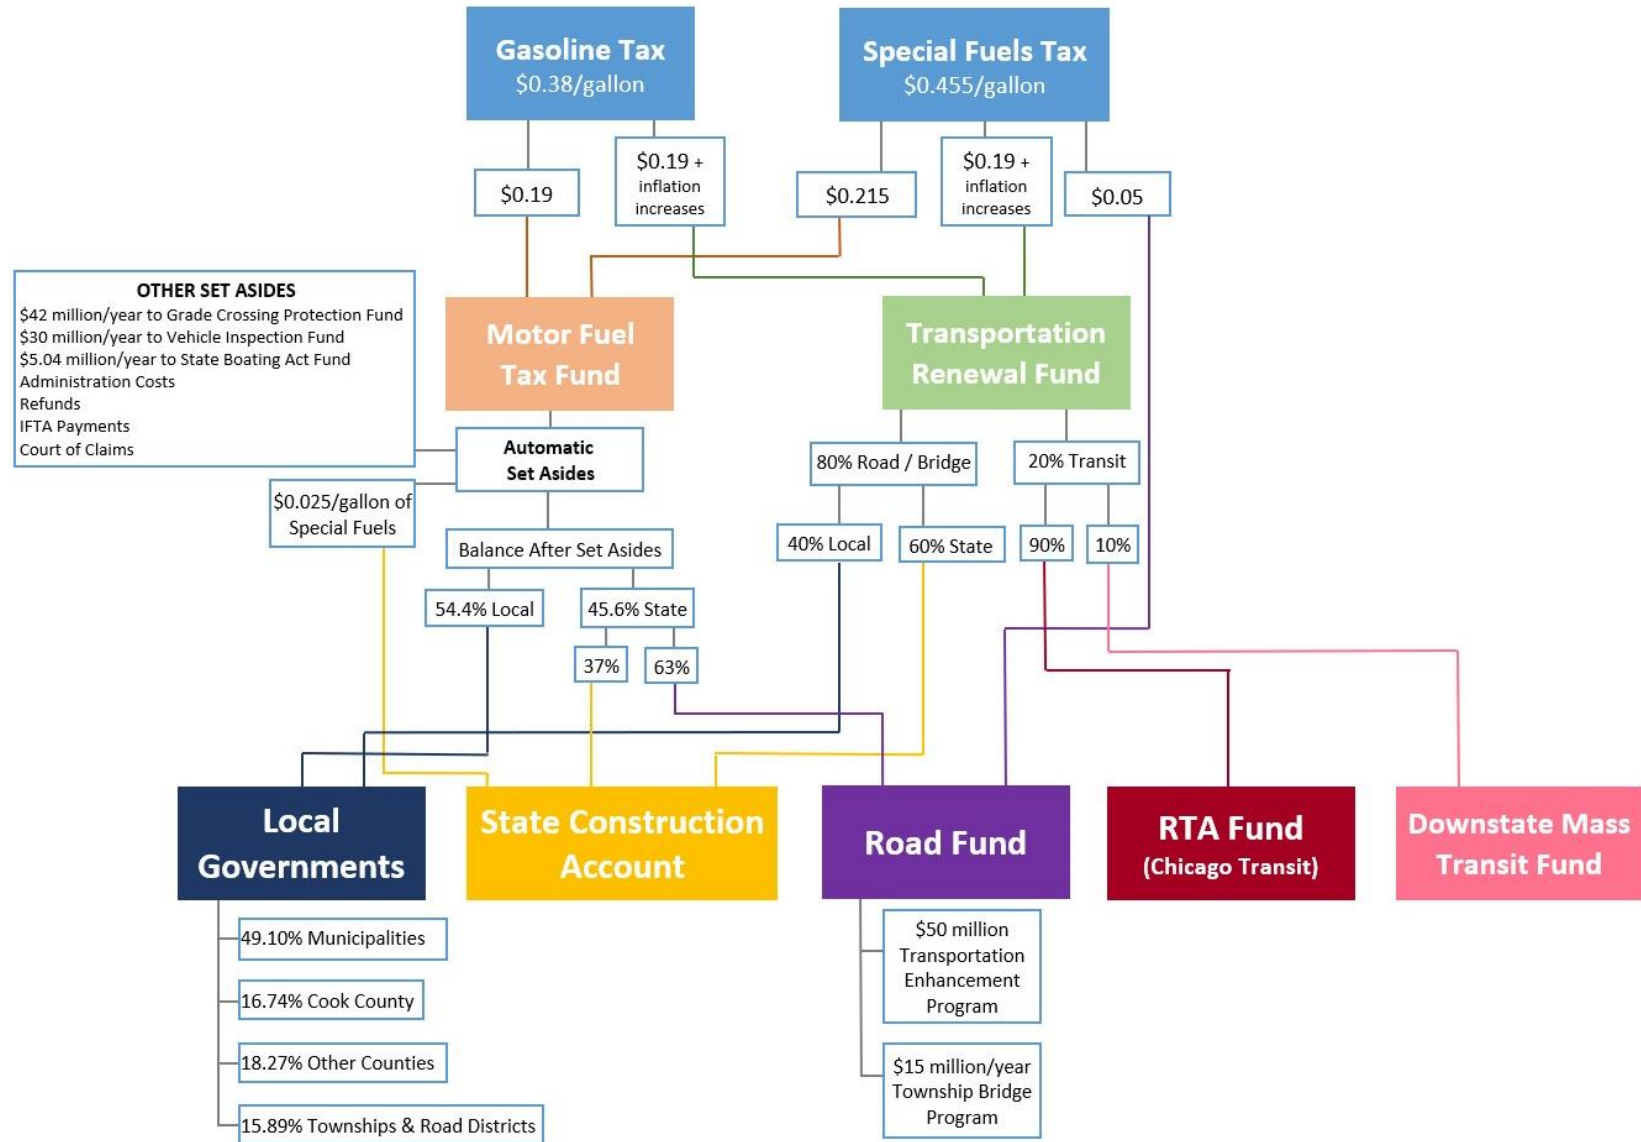 Gasoline Tax
$0.38/gallon
Special Fuels Tax
$0.455/gallon
$0.19
$0.19 +
inflation
increases
$0.215
$0.19 +
inflation
increases
$0.05
OTHER SET ASIDES
$42 million/year to Grade Crossing Protection Fund
$30 million/year to Vehicle Inspection Fund
$5.04 million/year to State Boating Act Fund
Administration Costs
Refunds
IFTA Payments
Court of Claims
Motor Fuel
Tax Fund
Transportation
Renewal Fund
Automatic
Set Asides
80% Road / Bridge
20% Transit
$0.025/gallon of
Special Fuels
Balance After Set Asides
40% Local
60% State
90%
10%
54.4% Local
45.6% State
37%
63%
Local
Governments
State Construction
Account
Road Fund
RTA Fund
(Chicago Transit)
Downstate Mass
Transit Fund
49.10% Municipalities
16.74% Cook County
18.27% Other Counties
15.89% Townships & Road Districts
$50 million
Transportation
Enhancement
Program
$15 million/year
Township Bridge
Program